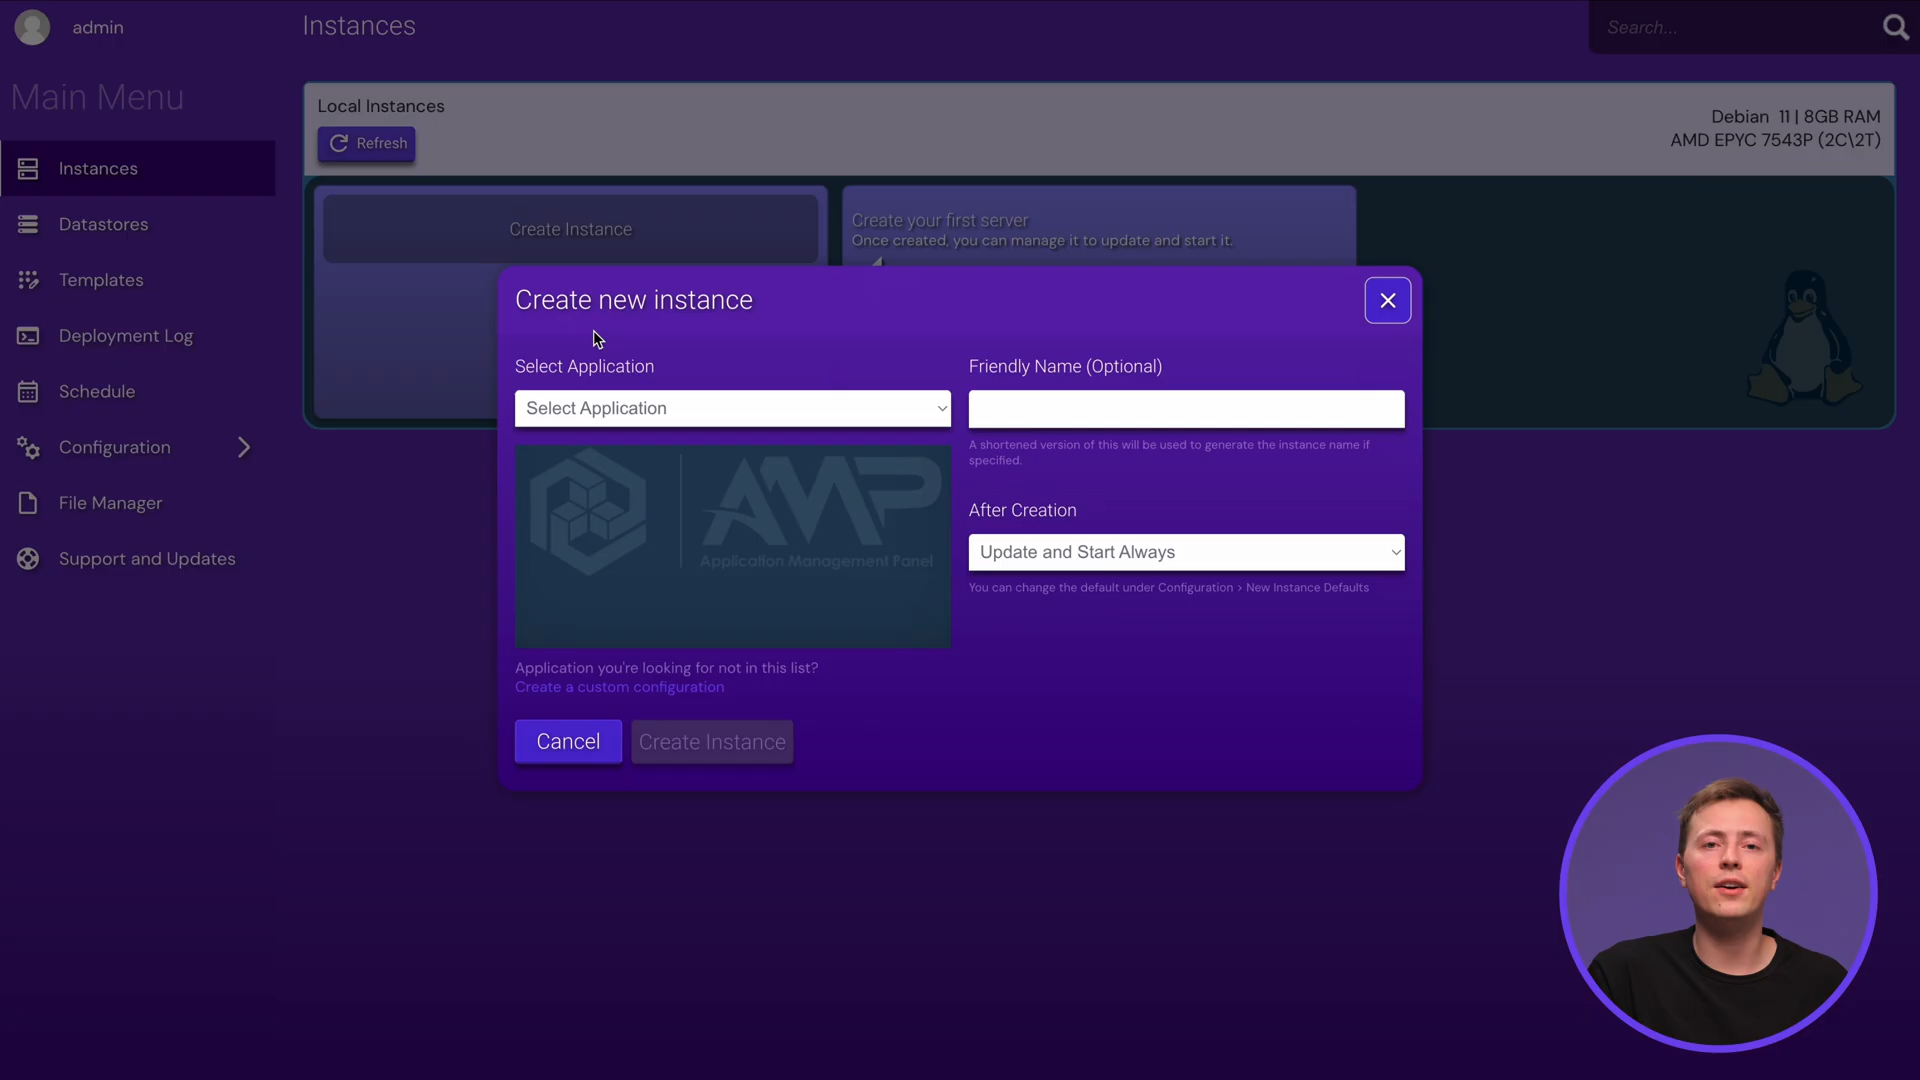 admin
Instances
Search...
Main Menu
Instances
Datastores
Templates
Deployment Log
Schedule
Configuration
File Manager
Support and Updates
Local Instances
Refresh
Debian 11 | 8GB RAM
AMD EPYC 7543P (2C\2T)
Create Instance
Create your first server
Once created, you can manage it to update and start it.
Create new instance
Select Application
Select Application
AMP
Application Management Panel
Application you're looking for not in this list?
Create a custom configuration
Friendly Name (Optional)
A shortened version of this will be used to generate the instance name if
specified.
After Creation
Update and Start Always
You can change the default under Configuration > New Instance Defaults
Cancel
Create Instance